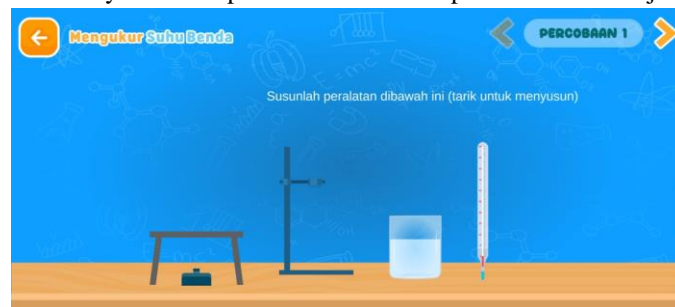 Mengukur Suhu Benda
PERCOBAAN 1
Susunlah peralatan dibawah ini (tarik untuk menyusun)